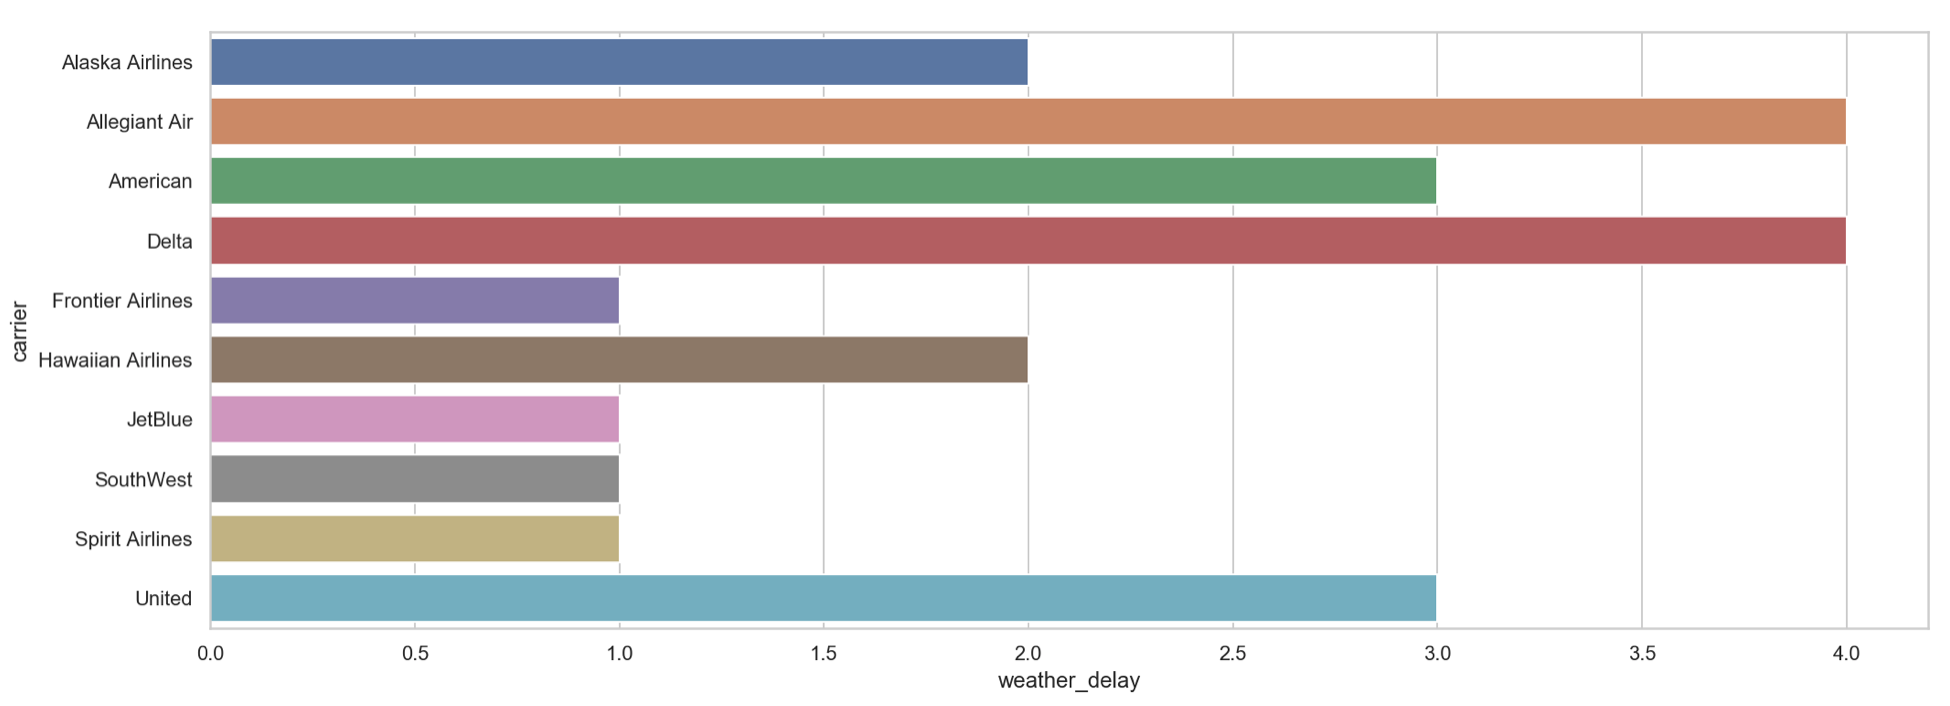 Alaska Airlines
Allegiant Air
American
Delta
Frontier Airlines
Hawaiian Airlines
JetBlue
SouthWest
Spirit Airlines
United
carrier
0.0 0.5 1.0 1.5 2.0 2.5 3.0 3.5 4.0
weather_delay